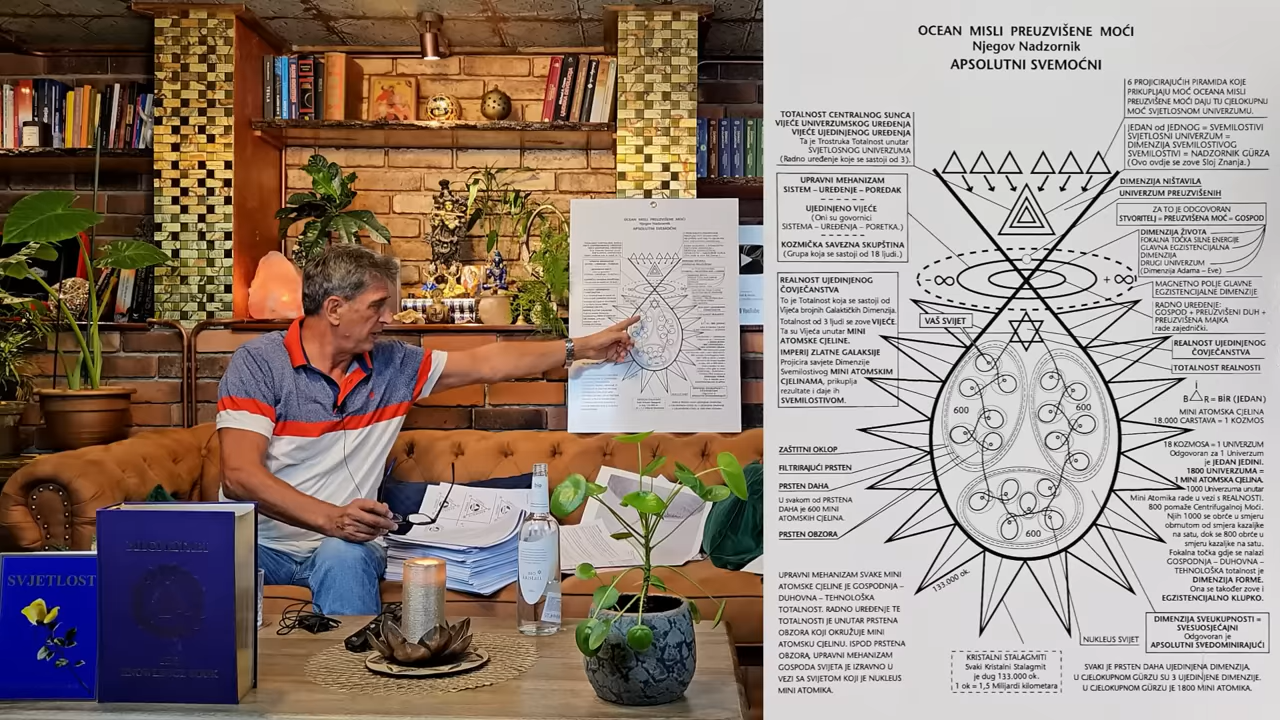 SVJETLOST
OCEAN MISLI PREUZVIŠENE MOĆI
Njegov Nadzornik
APSOLUTNI SVEMOĆNI
OCEAN MISLI PREUZVIŠENE MOĆI
Njegov Nadzornik
APSOLUTNI SVEMOĆNI
TOTALNOST CENTRALNOG SUNCA
VIJEĆE UNIVERZUMSKOG UREĐENJA
VIJEĆE UJEDINJENOG UREĐENJA
Ta je Trostruka Totalnost unutar
SVJETLOSNOG UNIVERZUMA
(Radno uređenje koje se sastoji od 3).
UPRAVNI MEHANIZAM
SISTEM – UREĐENJE – POREDAK
UJEDINJENO VIJEĆE
(Oni su govornici
SISTEMA – UREĐENJA – PORETKA.)
KOZMIČKA SAVEZNA SKUPŠTINA
(Grupa koja se sastoji od 18 ljudi.)
REALNOST UJEDINJENOG
ČOVJEČANSTVA
To je Totalnost koja se sastoji od
Vijeća brojnih Galaktičkih Dimenzija.
Totalnost od 3 ljudi se zove VIJEĆE.
Ta su Vijeća unutar MINI
ATOMSKE CJELINE.
IMPERIJ ZLATNE GALAKSIJE
Projicira savjete Dimenzije
Svemilostivog MINI ATOMSKIM
CJELINAMA, prikuplja
rezultate i daje ih
SVEMILOSTIVOM.
ZAŠTITNI OKLOP
FILTRIRAJUĆI PRSTEN
PRSTEN DAHA
U svakom od PRSTENA
DAHA je 600 MINI
ATOMSKIH CJELINA.
PRSTEN OBZORA
UPRAVNI MEHANIZAM SVAKE MINI
ATOMSKE CJELINE JE GOSPODNJA –
DUHOVNA – TEHNOLOŠKA
TOTALNOST. RADNO UREĐENJE TE
TOTALNOSTI JE UNUTAR PRSTENA
OBZORA KOJI OKRUŽUJE MINI
ATOMSKU CJELINU. ISPOD PRSTENA
OBZORA, UPRAVNI MEHANIZAM
GOSPODA SVIJETA JE IZRAVNO U
VEZI SA SVIJETOM KOJI JE NUKLEUS
MINI ATOMIKA.
VAŠ SVIJET
∞
+ ∞
600
600
600
133.000 ok.
6 PROJICIRAJUĆIH PIRAMIDA KOJE
PRIKUPLJAJU MOĆ OCEANA MISLI
PREUZVIŠENE MOĆI DAJU TU CJELOKUPNU
MOĆ SVJETLOSNOM UNIVERZUMU.
JEDAN od JEDNOG = SVEMILOSTIVI
SVJETLOSNI UNIVERZUM =
DIMENZIJA SVEMILOSTIVOG
SVEMILOSTIVI = NADZORNIK GÜRZA
(Ovo ovdje se zove Sloj Znanja.)
DIMENZIJA NIŠTAVILA
UNIVERZUM PREUZVIŠENIH
ZA TO JE ODGOVORAN
STVORITELJ = PREUZVIŠENA MOĆ = GOSPOD
DIMENZIJA ŽIVOTA
FOKALNA TOČKA SILNE ENERGIJE
GLAVNA EGZISTENCIJALNA
DIMENZIJA
DRUGI UNIVERZUM
(Dimenzija Adama – Eve)
MAGNETNO POLJE GLAVNE
EGZISTENCIJALNE DIMENZIJE
RADNO UREĐENJE:
GOSPOD + PREUZVIŠENI DUH +
PREUZVIŠENA MAJKA
rade zajednički.
REALNOST UJEDINJENOG
ČOVJEČANSTVA
TOTALNOST REALNOSTI
B R = BİR (JEDAN)
MINI ATOMSKA CJELINA
18.000 CARSTAVA = 1 KOZMOS
18 KOZMOSA = 1 UNIVERZUM
Odgovoran za 1 Univerzum
je JEDAN JEDINI.
1800 UNIVERZUMA =
1 MINI ATOMSKA CJELINA.
1000 Univerzuma unutar
Mini Atomika rade u vezi s REALNOSTI.
800 pomaže Centrifugalnoj Moći.
Njih 1000 se obrće u smjeru
obrnutom od smjera kazaljke
na satu, dok se 800 obrće u
smjeru kazaljke na satu.
Fokalna točka gdje se nalazi
GOSPODNJA – DUHOVNA –
TEHNOLOŠKA totalnost je
DIMENZIJA FORME.
Ona se također zove i
EGZISTENCIJALNO KLUPKO.
DIMENZIJA SVEUKUPNOSTI =
SVESUOSJEĆAJNI
Odgovoran je
APSOLUTNI SVEDOMINIRAJUĆI
NUKLEUS SVIJET
KRISTALNI STALAGMITI
Svaki Kristalni Stalagmit
je dug 133.000 ok.
1 ok = 1,5 Milijardi kilometara
SVAKI JE PRSTEN DAHA UJEDINJENA DIMENZIJA.
U CJELOKUPNOM GÜRZU SU 3 UJEDINJENE DIMENZIJE.
U CJELOKUPNOM GÜRZU JE 1800 MINI ATOMIKA.